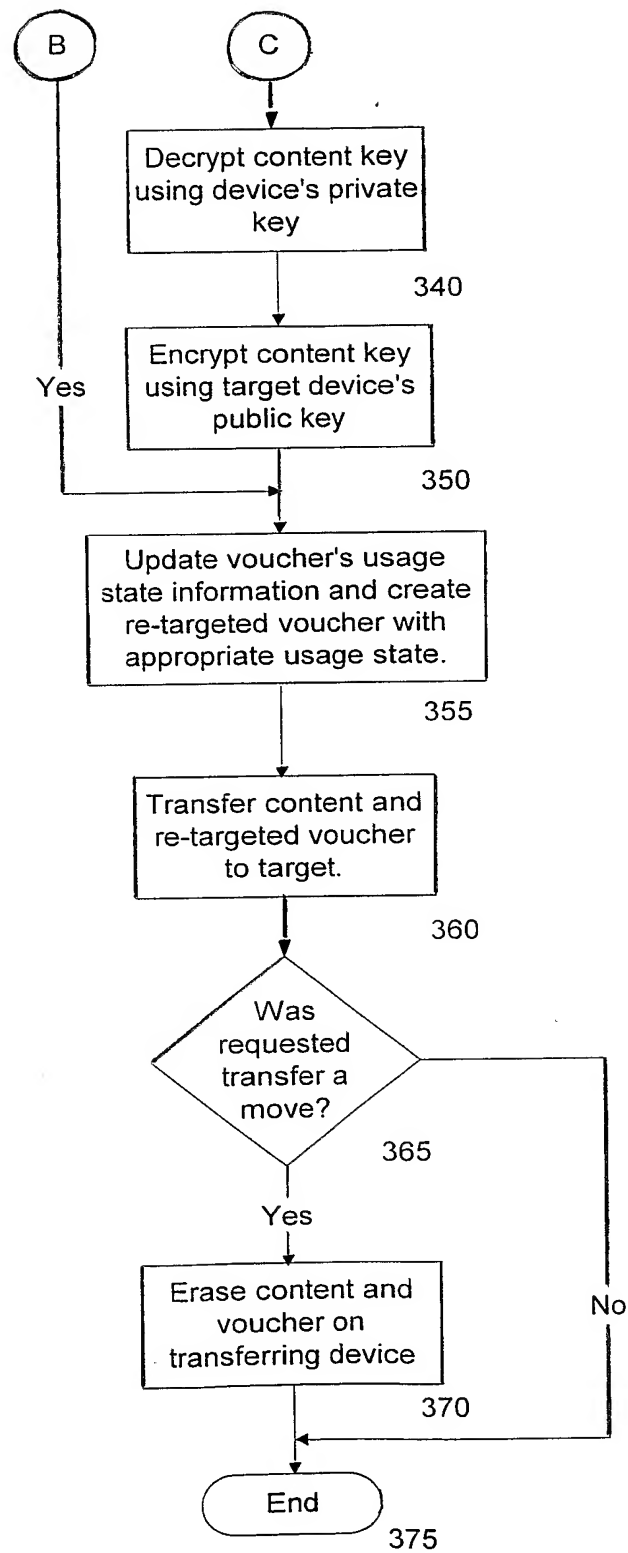 B
C
Decrypt content key
using device's private
key
340
Encrypt content key
using target device's
public key
Yes
350
Update voucher's usage
state information and create
re-targeted voucher with
appropriate usage state.
355
Transfer content and
re-targeted voucher
to target.
360
Was
requested
transfer a
move?
365
Yes
Erase content and
voucher on
transferring device
No
370
End
375